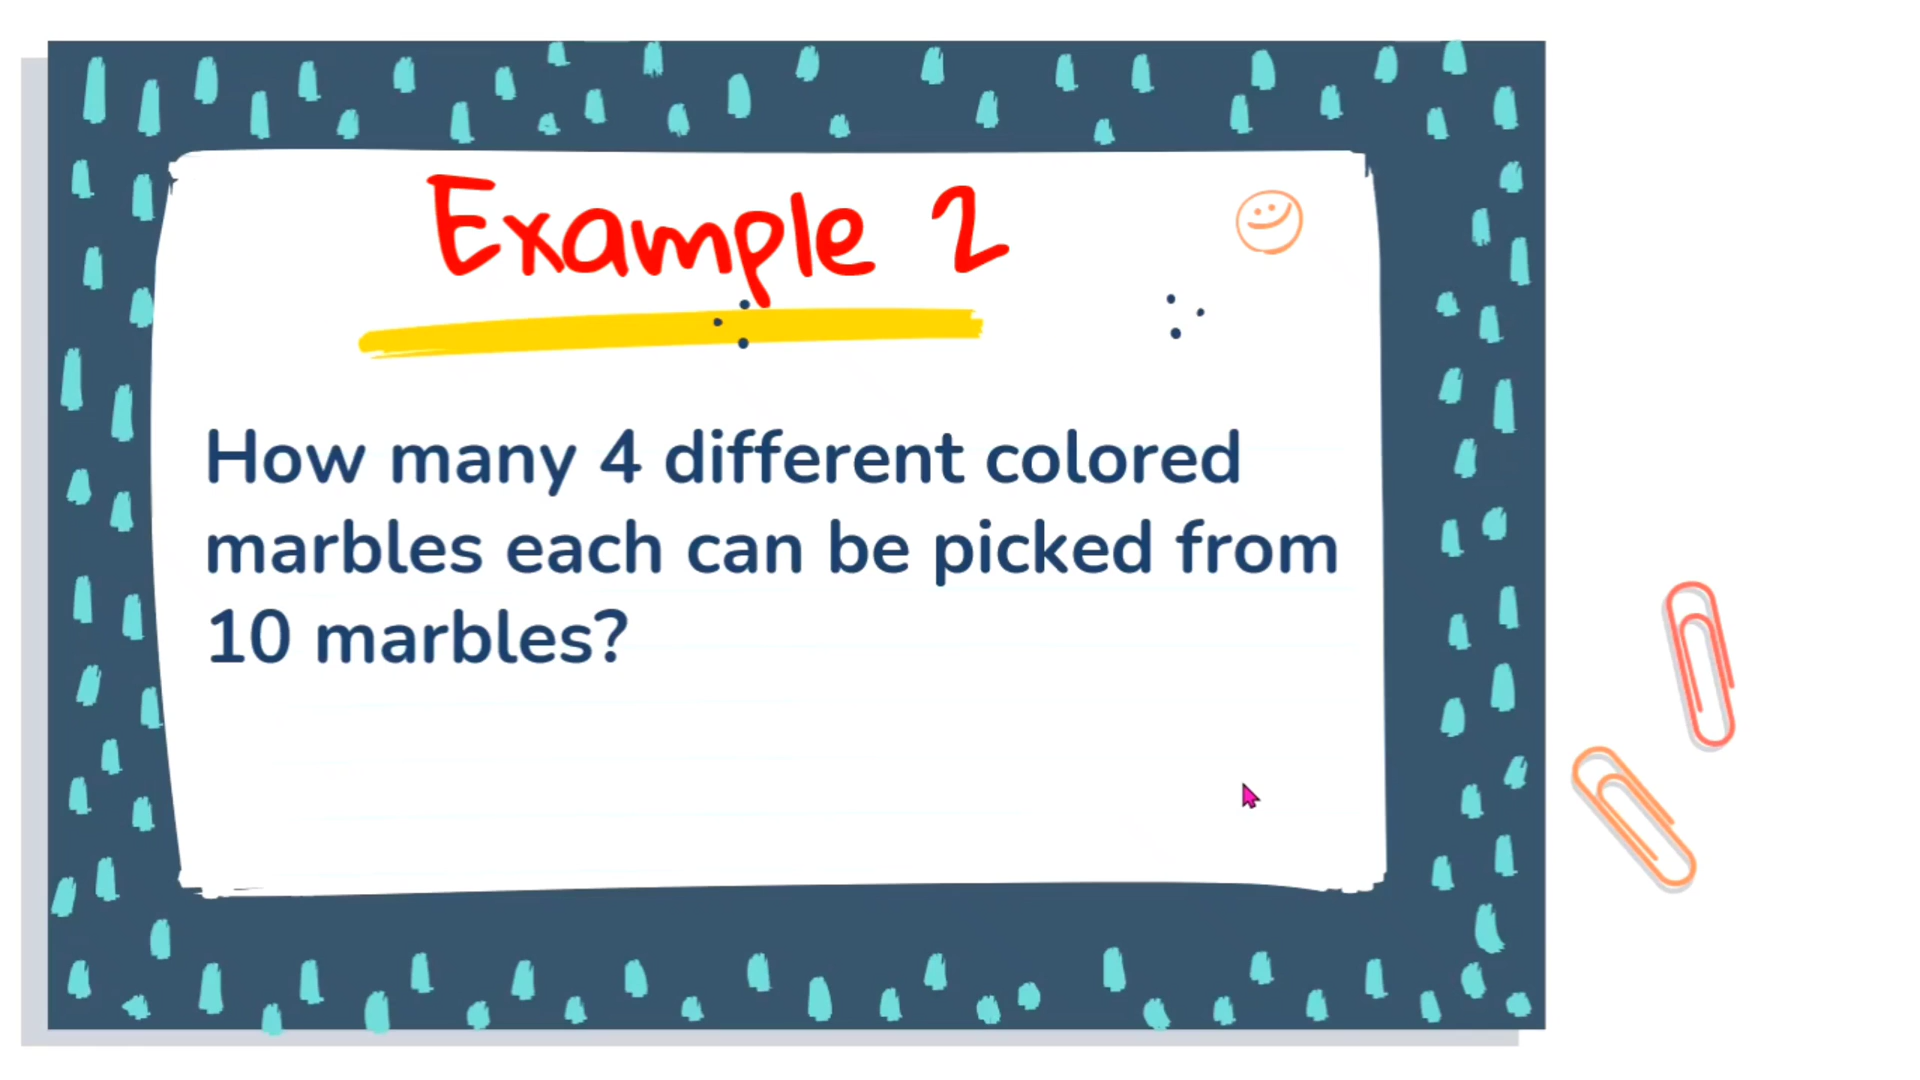 Example 2
How many 4 different colored
marbles each can be picked from
10 marbles?